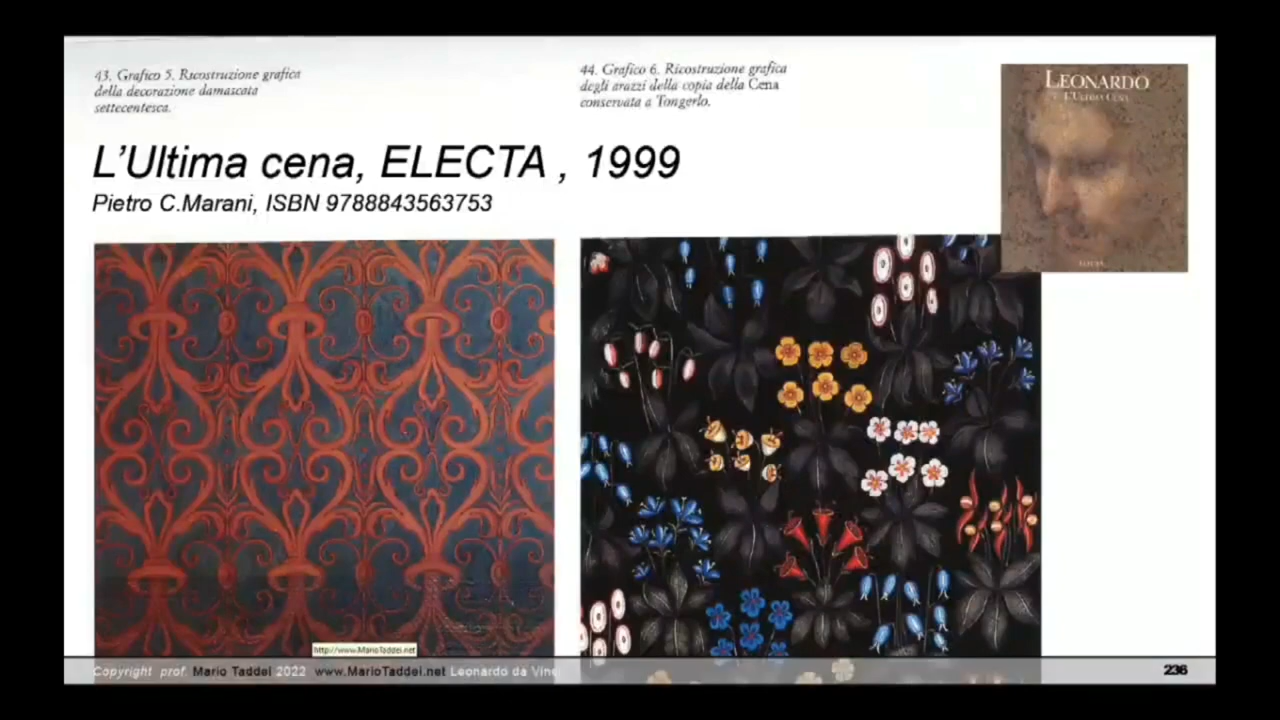 43. Grafico 5. Ricostruzione grafica
della decorazione damascata
settecentesca.
44. Grafico 6. Ricostruzione grafica
degli arazzi della copia della Cena
conservata a Tongerlo.
LEONARDO
L'ULTIMA CENA
L'Ultima cena, ELECTA , 1999
Pietro C.Marani, ISBN 9788843563753
ELECTA
http://www.MarioTaddei.net
Copyright prof. Mario Taddei 2022 www.MarioTaddei.net Leonardo da Vinc
236